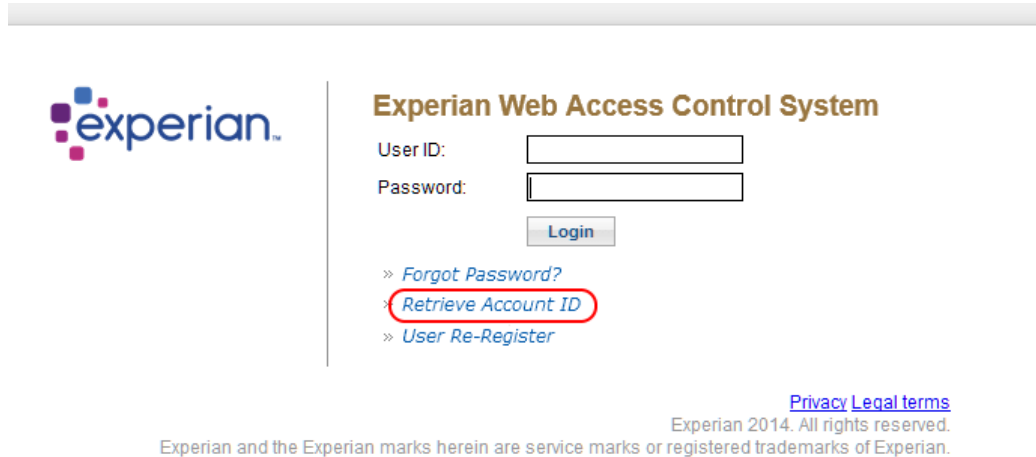 experian™
Experian Web Access Control System
User ID:
Password:
Login
» Forgot Password?
» Retrieve Account ID
» User Re-Register
Privacy Legal terms
Experian 2014. All rights reserved.
Experian and the Experian marks herein are service marks or registered trademarks of Experian.